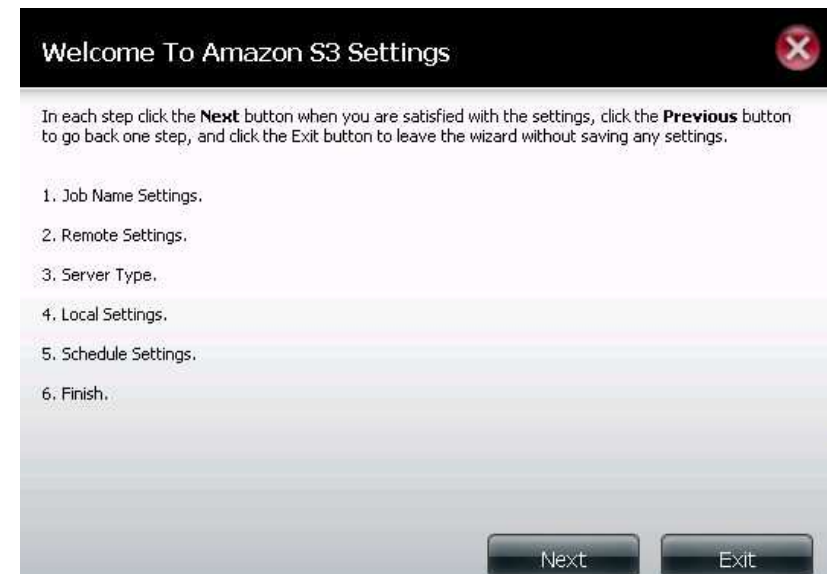 Welcome To Amazon S3 Settings
In each step click the Next button when you are satisfied with the settings, click the Previous button
to go back one step, and click the Exit button to leave the wizard without saving any settings.
1. Job Name Settings.
2. Remote Settings.
3. Server Type.
4. Local Settings.
5. Schedule Settings.
6. Finish.
Next
Exit